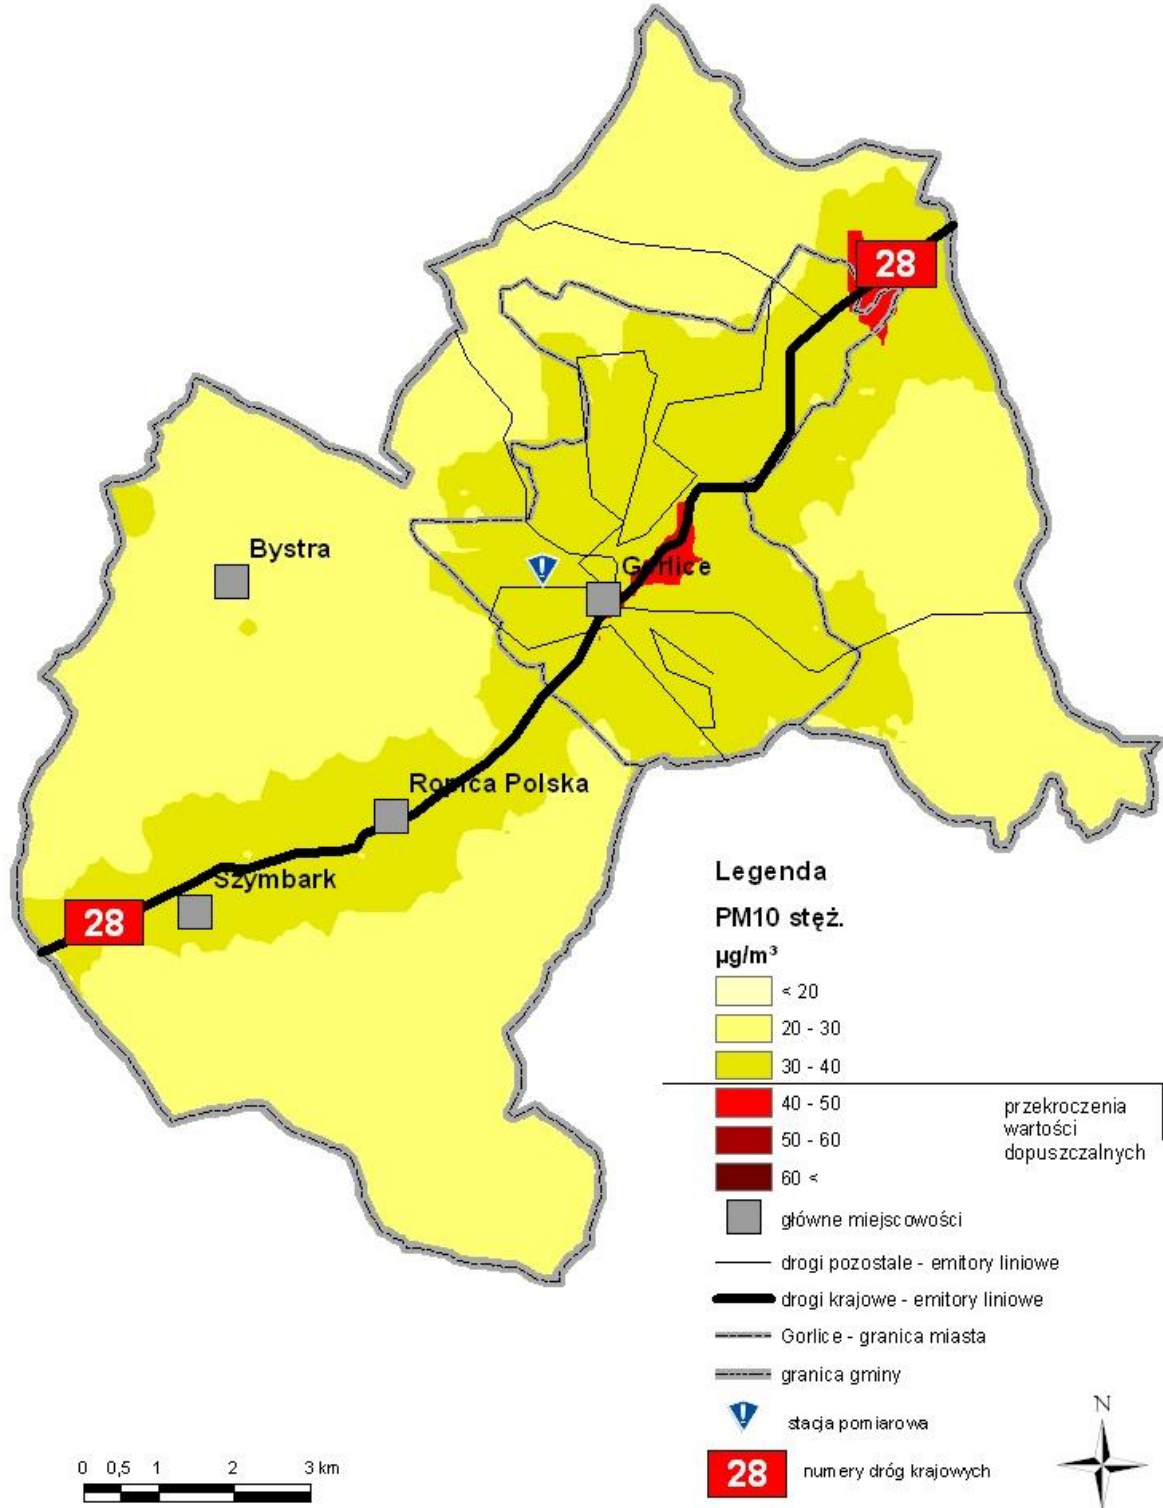 28
Bystra
Gorlice
Ropica Polska
Szymbark
28
Legenda
PM10 stęż.
µg/m³
< 20
20 - 30
30 - 40
40 - 50
50 - 60
60 <
przekroczenia
wartości
dopuszczalnych
główne miejscowości
drogi pozostałe - emitory liniowe
drogi krajowe - emitory liniowe
Gorlice - granica miasta
granica gminy
stacja pomiarowa
28 numery dróg krajowych
N
0 0,5 1 2 3 km